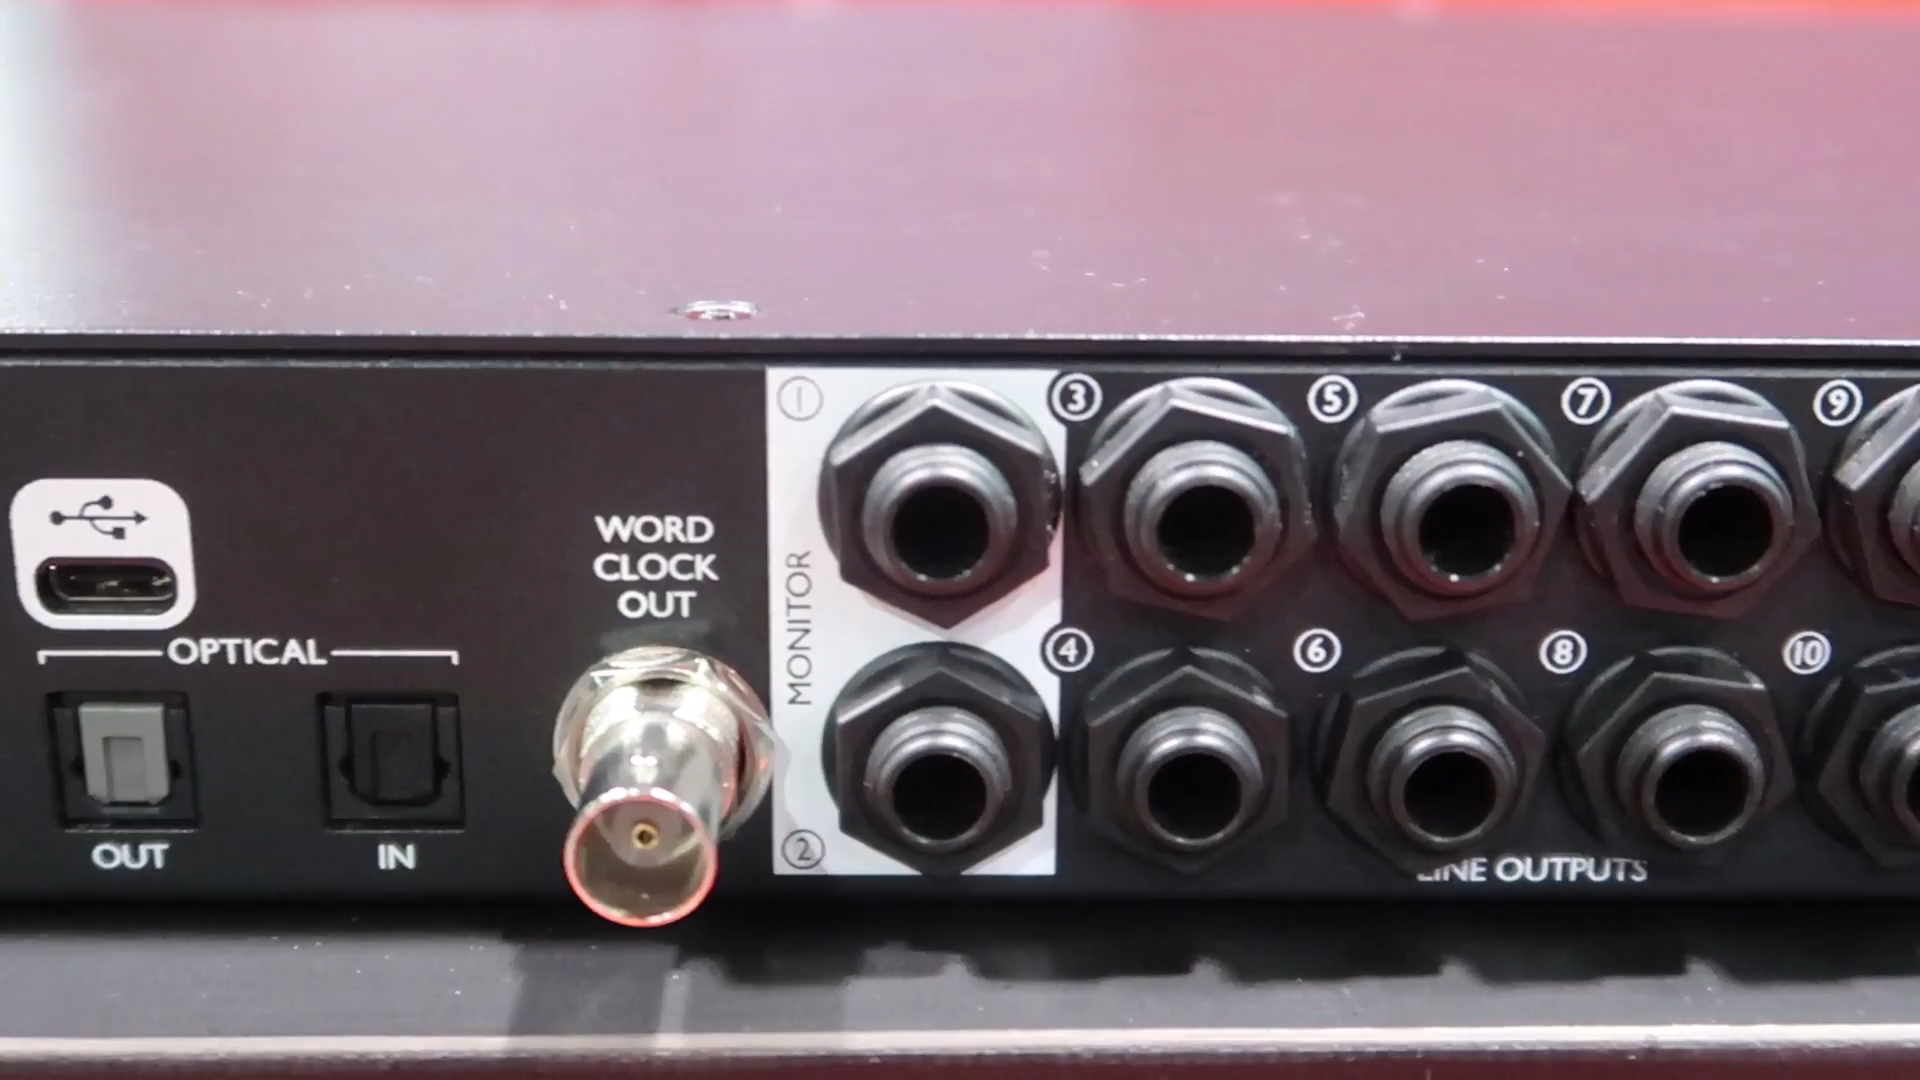 1
3
5
7
9
WORD
CLOCK
OUT
MONITOR
OPTICAL
4
6
8
10
OUT
IN
2
LINE OUTPUTS